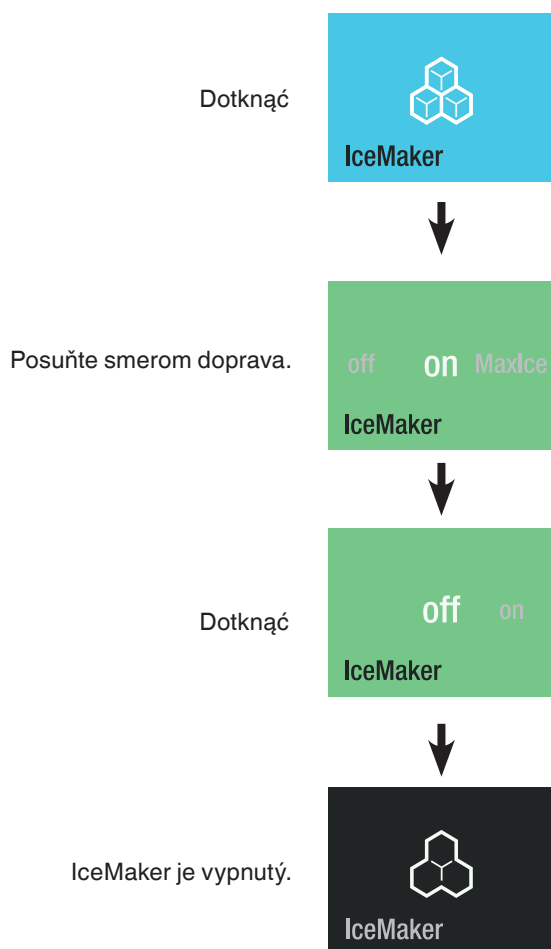 Dotknąć
IceMaker
Posuňte smerom doprava.
off on MaxIce
IceMaker
Dotknąć
off on
IceMaker
IceMaker je vypnutý.
IceMaker